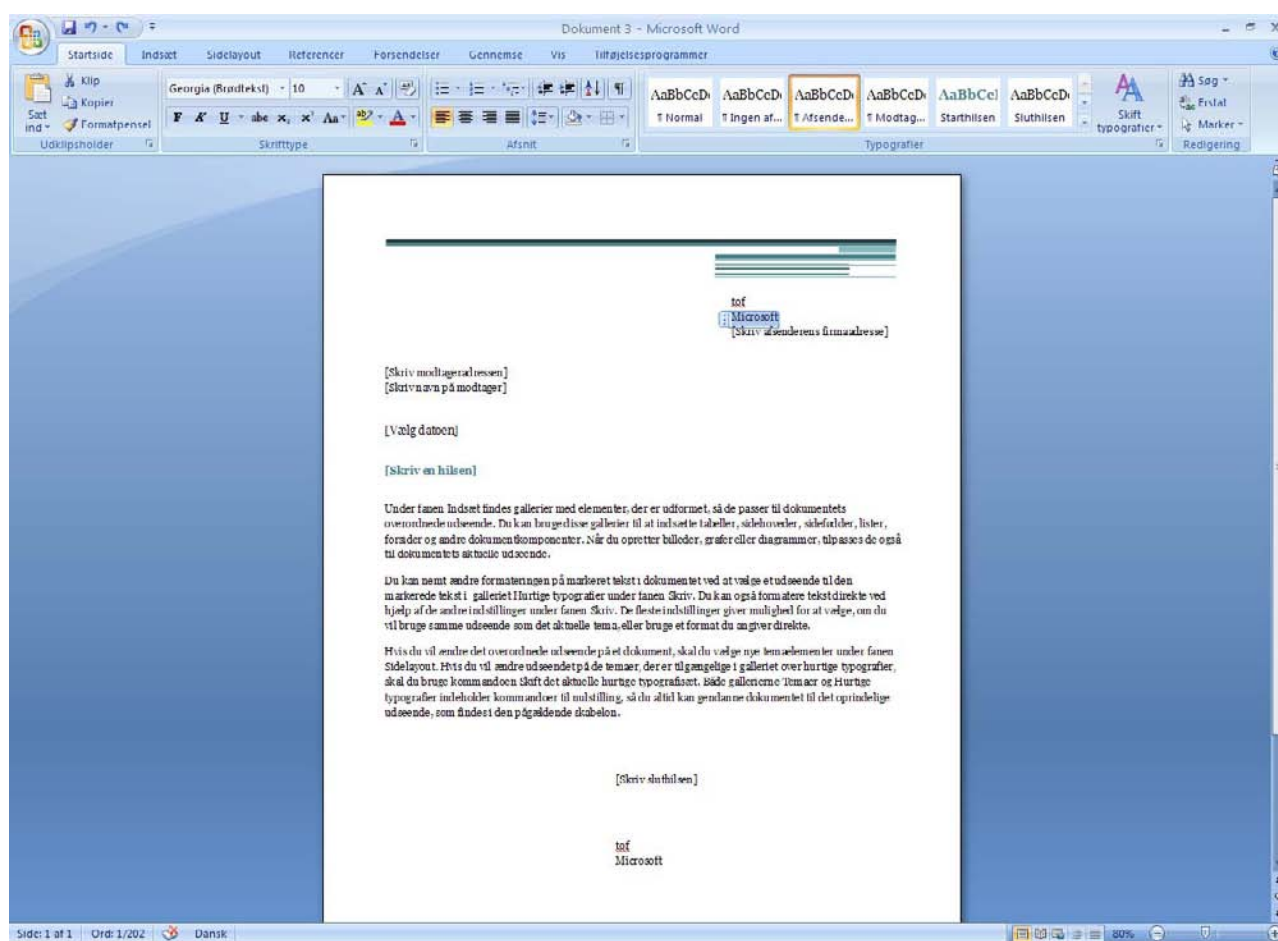 Dokument 3 - Microsoft Word
Startside Indsæt Sidelayout Referencer Forsendelser Gennemse Vis Tilføjelsesprogrammer
Sæt ind
Klip
Kopier
Formatpensel
Udklipsholder
Georgia (Brødtekst) 10
F K U abc x₂ x² Aa
Skrifttype
Afsnit
AaBbCcD AaBbCcD AaBbCcD AaBbCcD AaBbCcl AaBbCcD
¶ Normal ¶ Ingen af... ¶ Afsende... ¶ Modtag... Starthilsen Sluthilsen
Skift typografier
Typografier
Søg
Erstat
Marker
Redigering
tof
Microsoft
[Skriv afsenderens firmaadresse]
[Skriv modtageradressen]
[Skriv navn på modtager]
[Vælg datoen]
[Skriv en hilsen]
Under fanen Indsæt findes gallerier med elementer, der er udformet, så de passer til dokumentets
overordnede udseende. Du kan bruge disse gallerier til at indsætte tabeller, sidehoveder, sidefødder, lister,
forsider og andre dokumentkomponenter. Når du opretter billeder, grafer eller diagrammer, tilpasses de også
til dokumentets aktuelle udseende.
Du kan nemt ændre formateringen på markeret tekst i dokumentet ved at vælge et udseende til den
markerede tekst i galleriet Hurtige typografier under fanen Skriv. Du kan også formatere tekst direkte ved
hjælp af de andre indstillinger under fanen Skriv. De fleste indstillinger giver mulighed for at vælge, om du
vil bruge samme udseende som det aktuelle tema, eller bruge et format du angiver direkte.
Hvis du vil ændre det overordnede udseende på et dokument, skal du vælge nye temaelementer under fanen
Sidelayout. Hvis du vil ændre udseendet på de temaer, der er tilgængelige i galleriet over hurtige typografier,
skal du bruge kommandoen Skift det aktuelle hurtige typografisæt. Både gallerierne Temaer og Hurtige
typografier indeholder kommandoer til nulstilling, så du altid kan gendanne dokumentet til det oprindelige
udseende, som findes i den pågældende skabelon.
[Skriv sluthilsen]
tof
Microsoft
Side: 1 af 1 Ord: 1/202 Dansk 80%